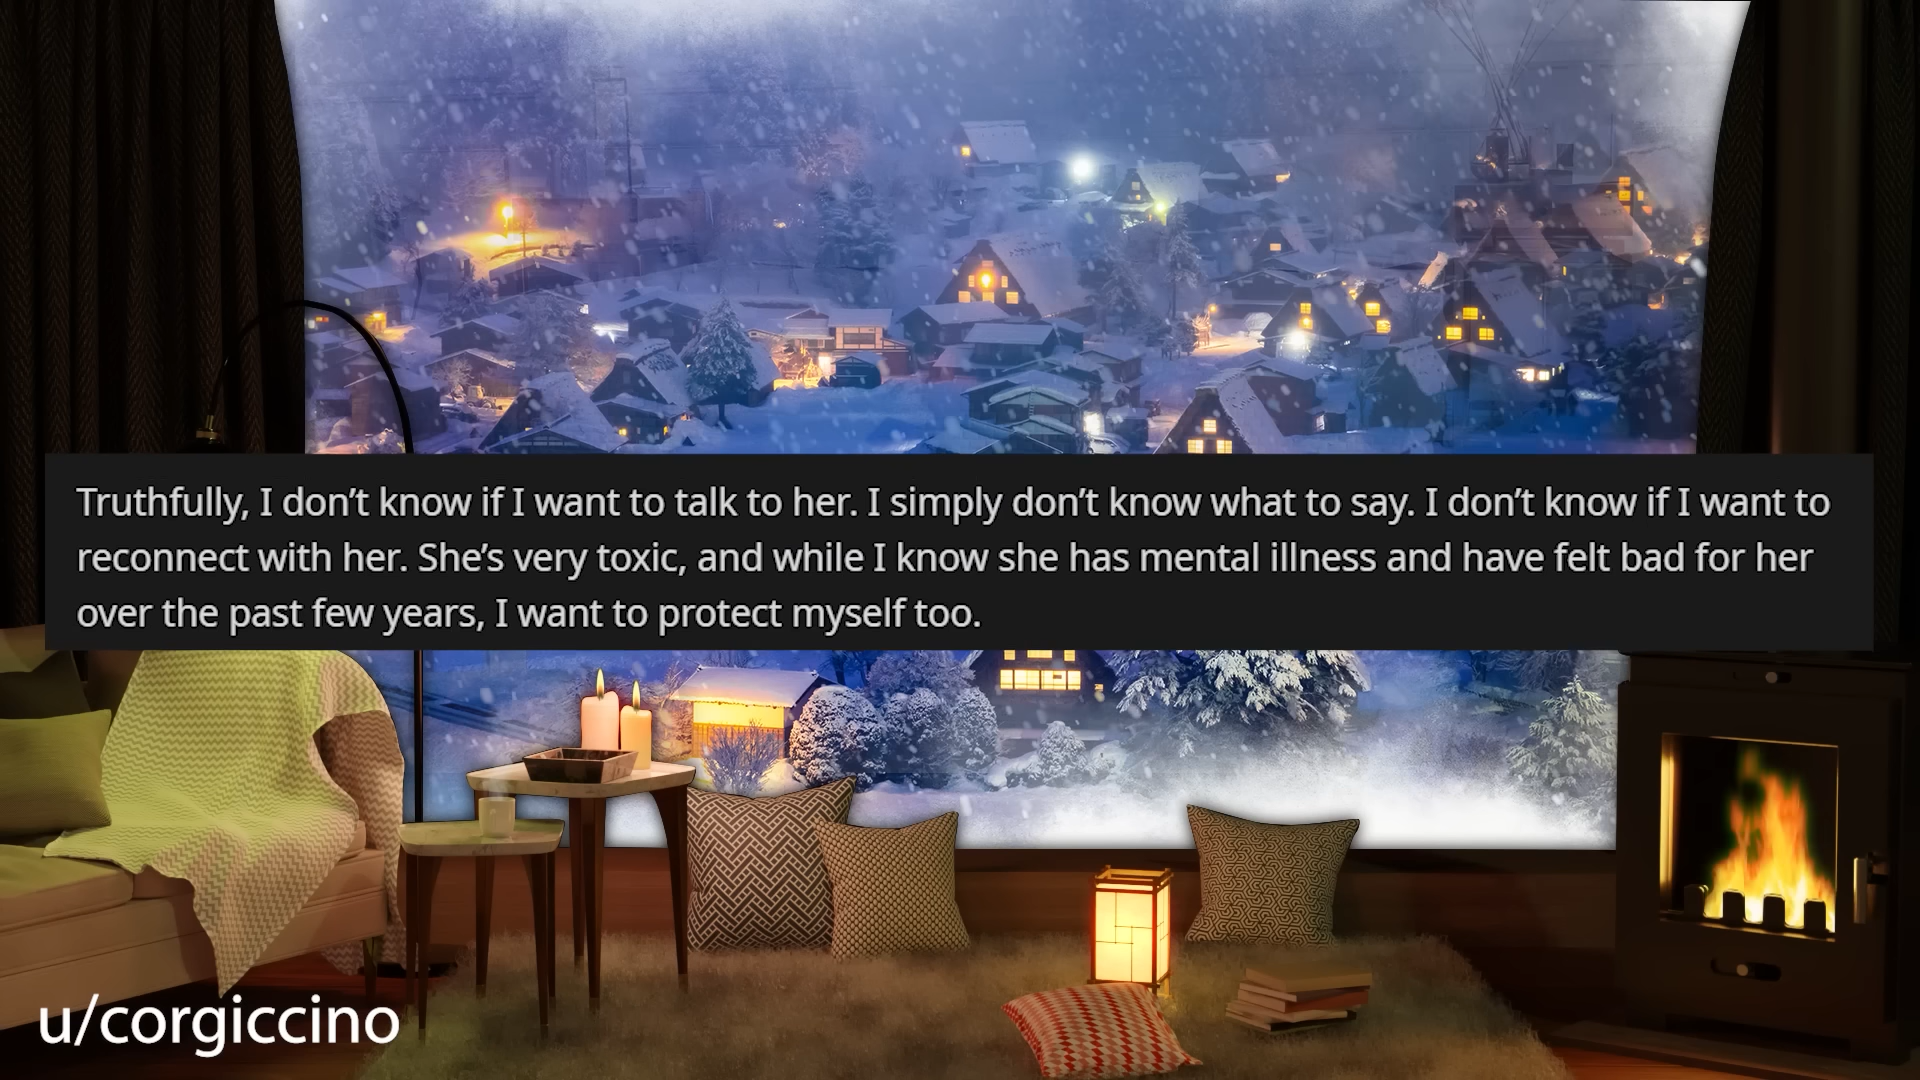 Truthfully, I don’t know if I want to talk to her. I simply don’t know what to say. I don’t know if I want to
reconnect with her. She’s very toxic, and while I know she has mental illness and have felt bad for her
over the past few years, I want to protect myself too.
u/corgiccino